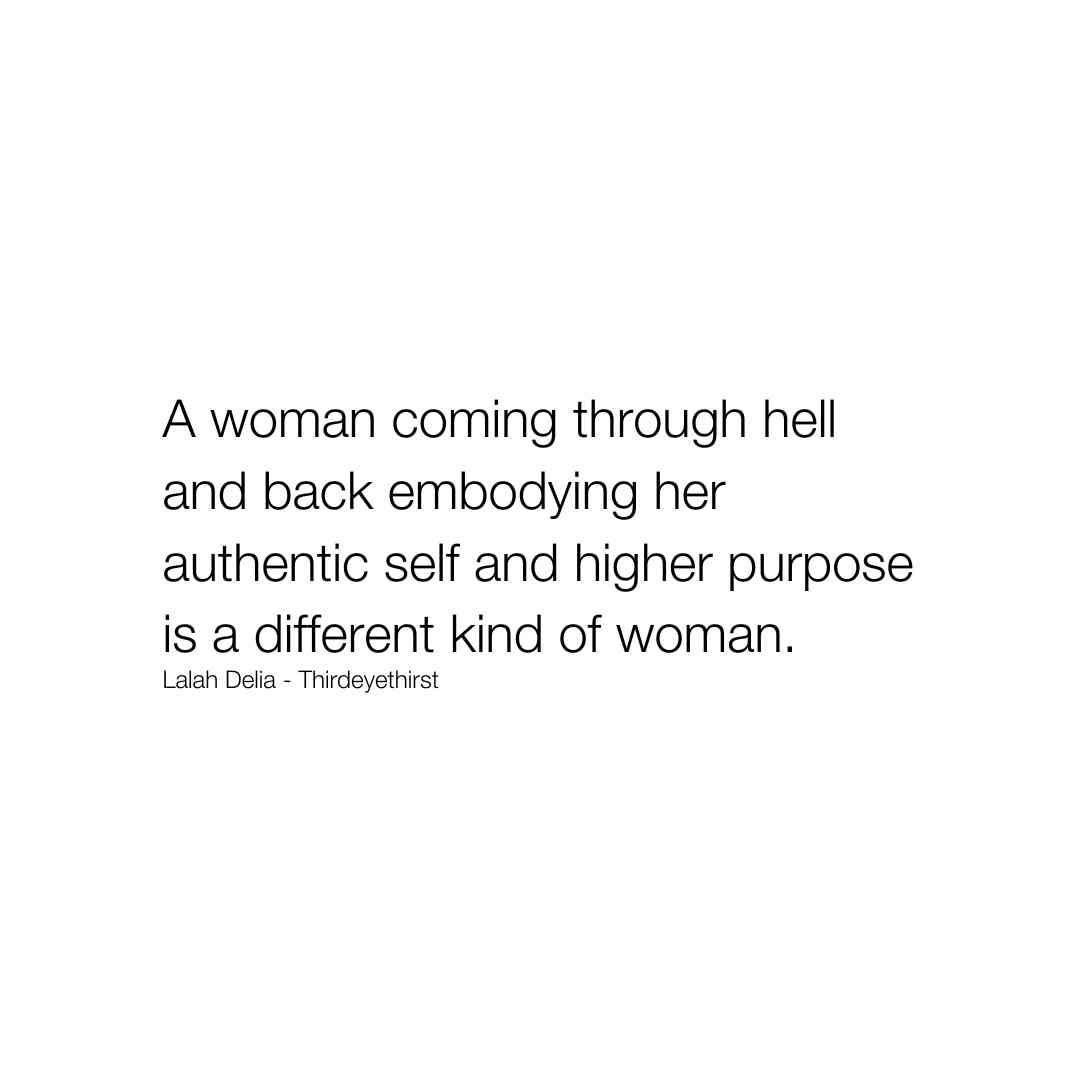 A woman coming through hell
and back embodying her
authentic self and higher purpose
is a different kind of woman.
Lalah Delia - Thirdeyethirst